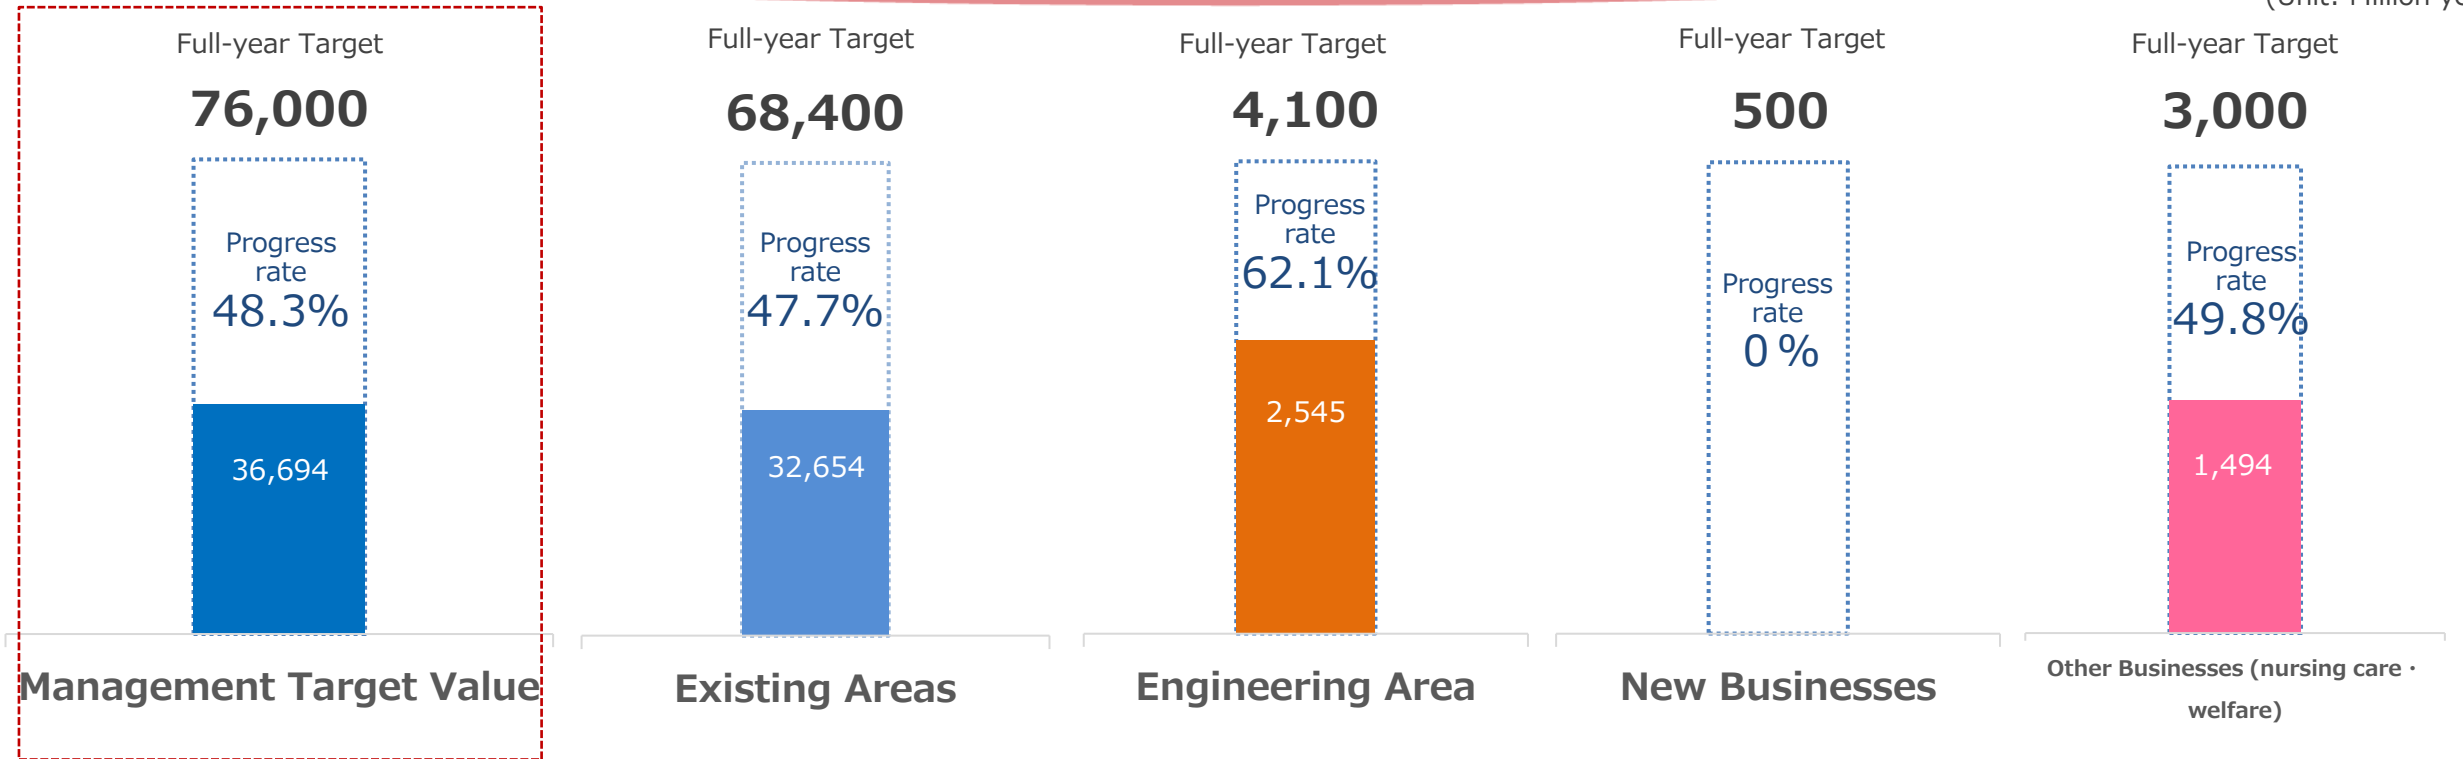 Full-year Target
76,000
Progress
rate
48.3%
36,694
Management Target Value
Full-year Target
68,400
Progress
rate
47.7%
32,654
Existing Areas
Full-year Target
4,100
Progress
rate
62.1%
2,545
Engineering Area
Full-year Target
500
Progress
rate
0 %
New Businesses
(Unit: Million
Full-year Target
3,000
Progress
rate
49.8%
1,494
Other Businesses (nursing care・
welfare)